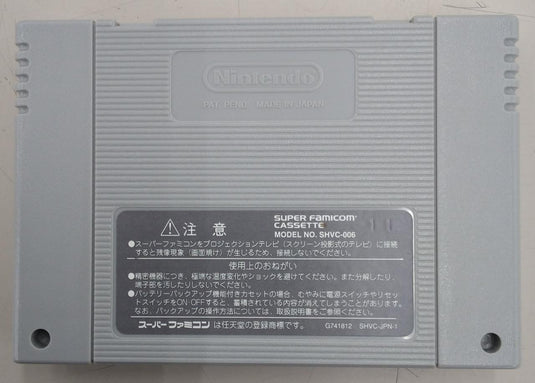 Nintendo
PAT. PEND. MADE IN JAPAN
注意
SUPER FAMICOM
CASSETTE
MODEL NO. SHVC-006
11
●スーパーファミコンをプロジェクションテレビ（スクリーン投影式のテレビ）に接続
すると残像現象（画面焼け）が生じるため、接続しないでください。
使用上のおねがい
●精密機器につき、極端な温度変化やショックを避けてください。また分解したり、
端子部を汚したりしないでください。
●バッテリーバックアップ機能付きカセットの場合、むやみに電源スイッチやリセッ
トスイッチをON・OFFすると、蓄積されている内容が消えてしまうことがあります。
なお、バックアップの操作方法については、取扱説明書をご参照ください。
スーパーファミコン は任天堂の登録商標です。 G741812 SHVC-JPN-1